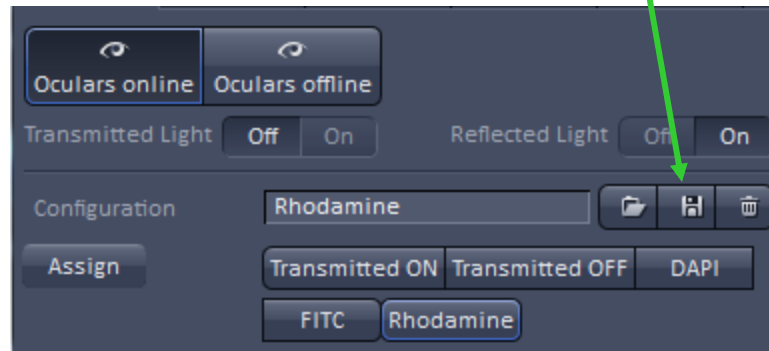 Oculars online Oculars offline
Transmitted Light Off On Reflected Light Off On
Configuration Rhodamine
Assign Transmitted ON Transmitted OFF DAPI
FITC Rhodamine